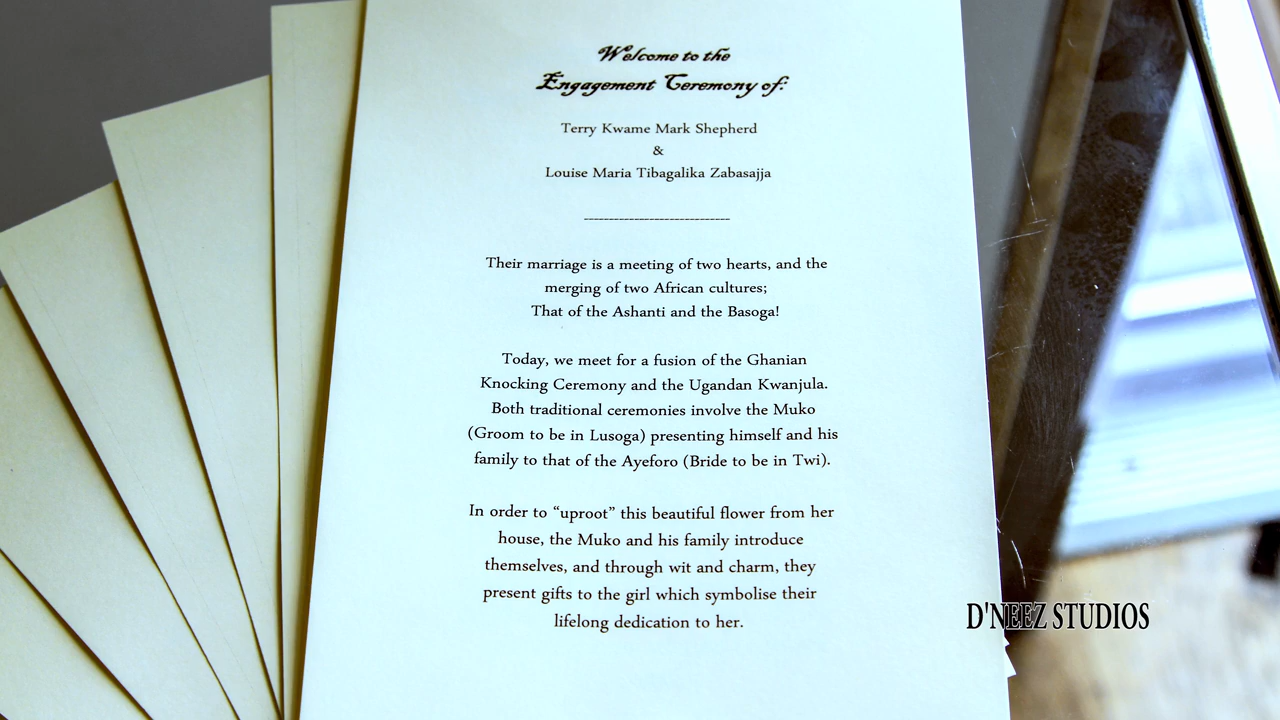 Welcome to the
Engagement Ceremony of:
Terry Kwame Mark Shepherd
&
Louise Maria Tibagalika Zabasajja
-----------------------------
Their marriage is a meeting of two hearts, and the
merging of two African cultures;
That of the Ashanti and the Basoga!
Today, we meet for a fusion of the Ghanian
Knocking Ceremony and the Ugandan Kwanjula.
Both traditional ceremonies involve the Muko
(Groom to be in Lusoga) presenting himself and his
family to that of the Ayeforo (Bride to be in Twi).
In order to “uproot” this beautiful flower from her
house, the Muko and his family introduce
themselves, and through wit and charm, they
present gifts to the girl which symbolise their
lifelong dedication to her.
D'NEEZ STUDIOS